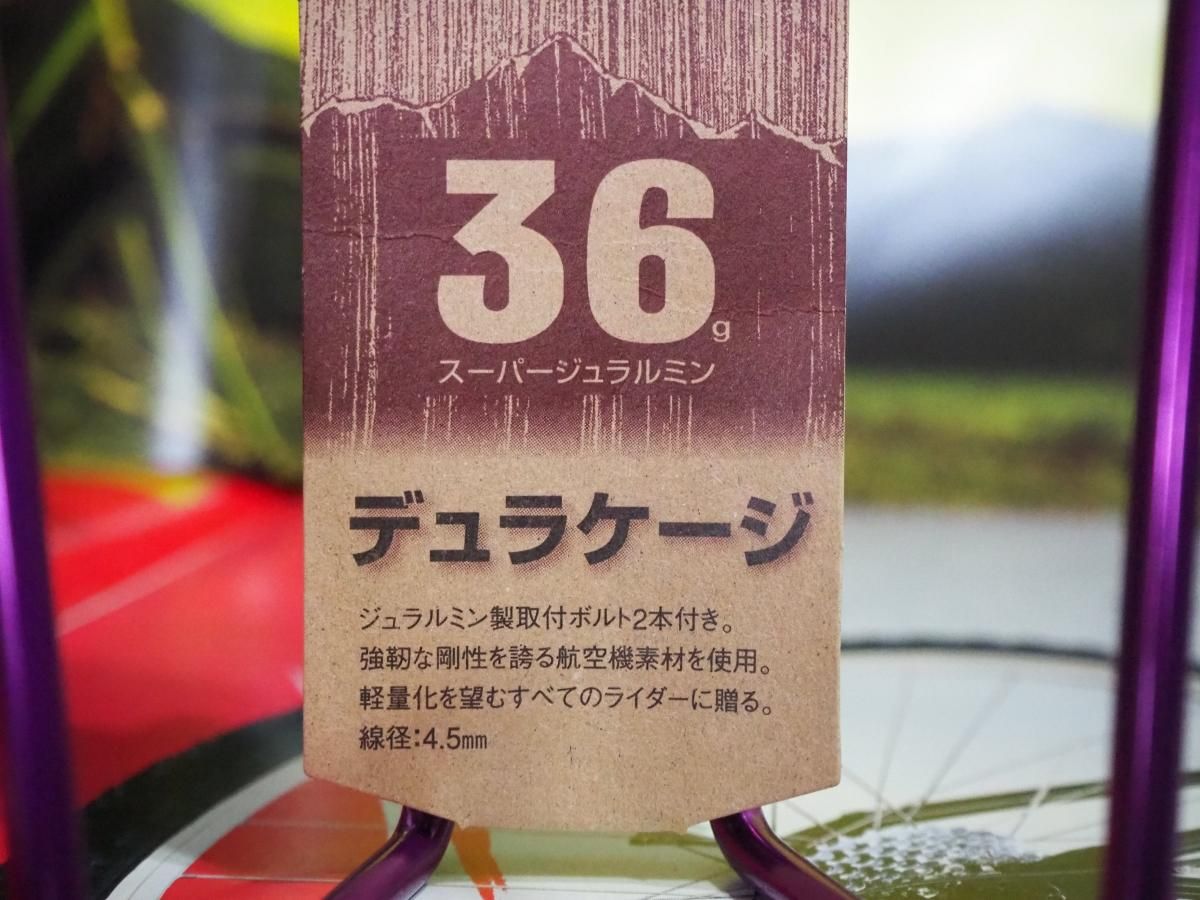 36g
スーパージュラルミン
デュラケージ
ジュラルミン製取付ボルト2本付き。
強靭な剛性を誇る航空機素材を使用。
軽量化を望むすべてのライダーに贈る。
線径:4.5㎜